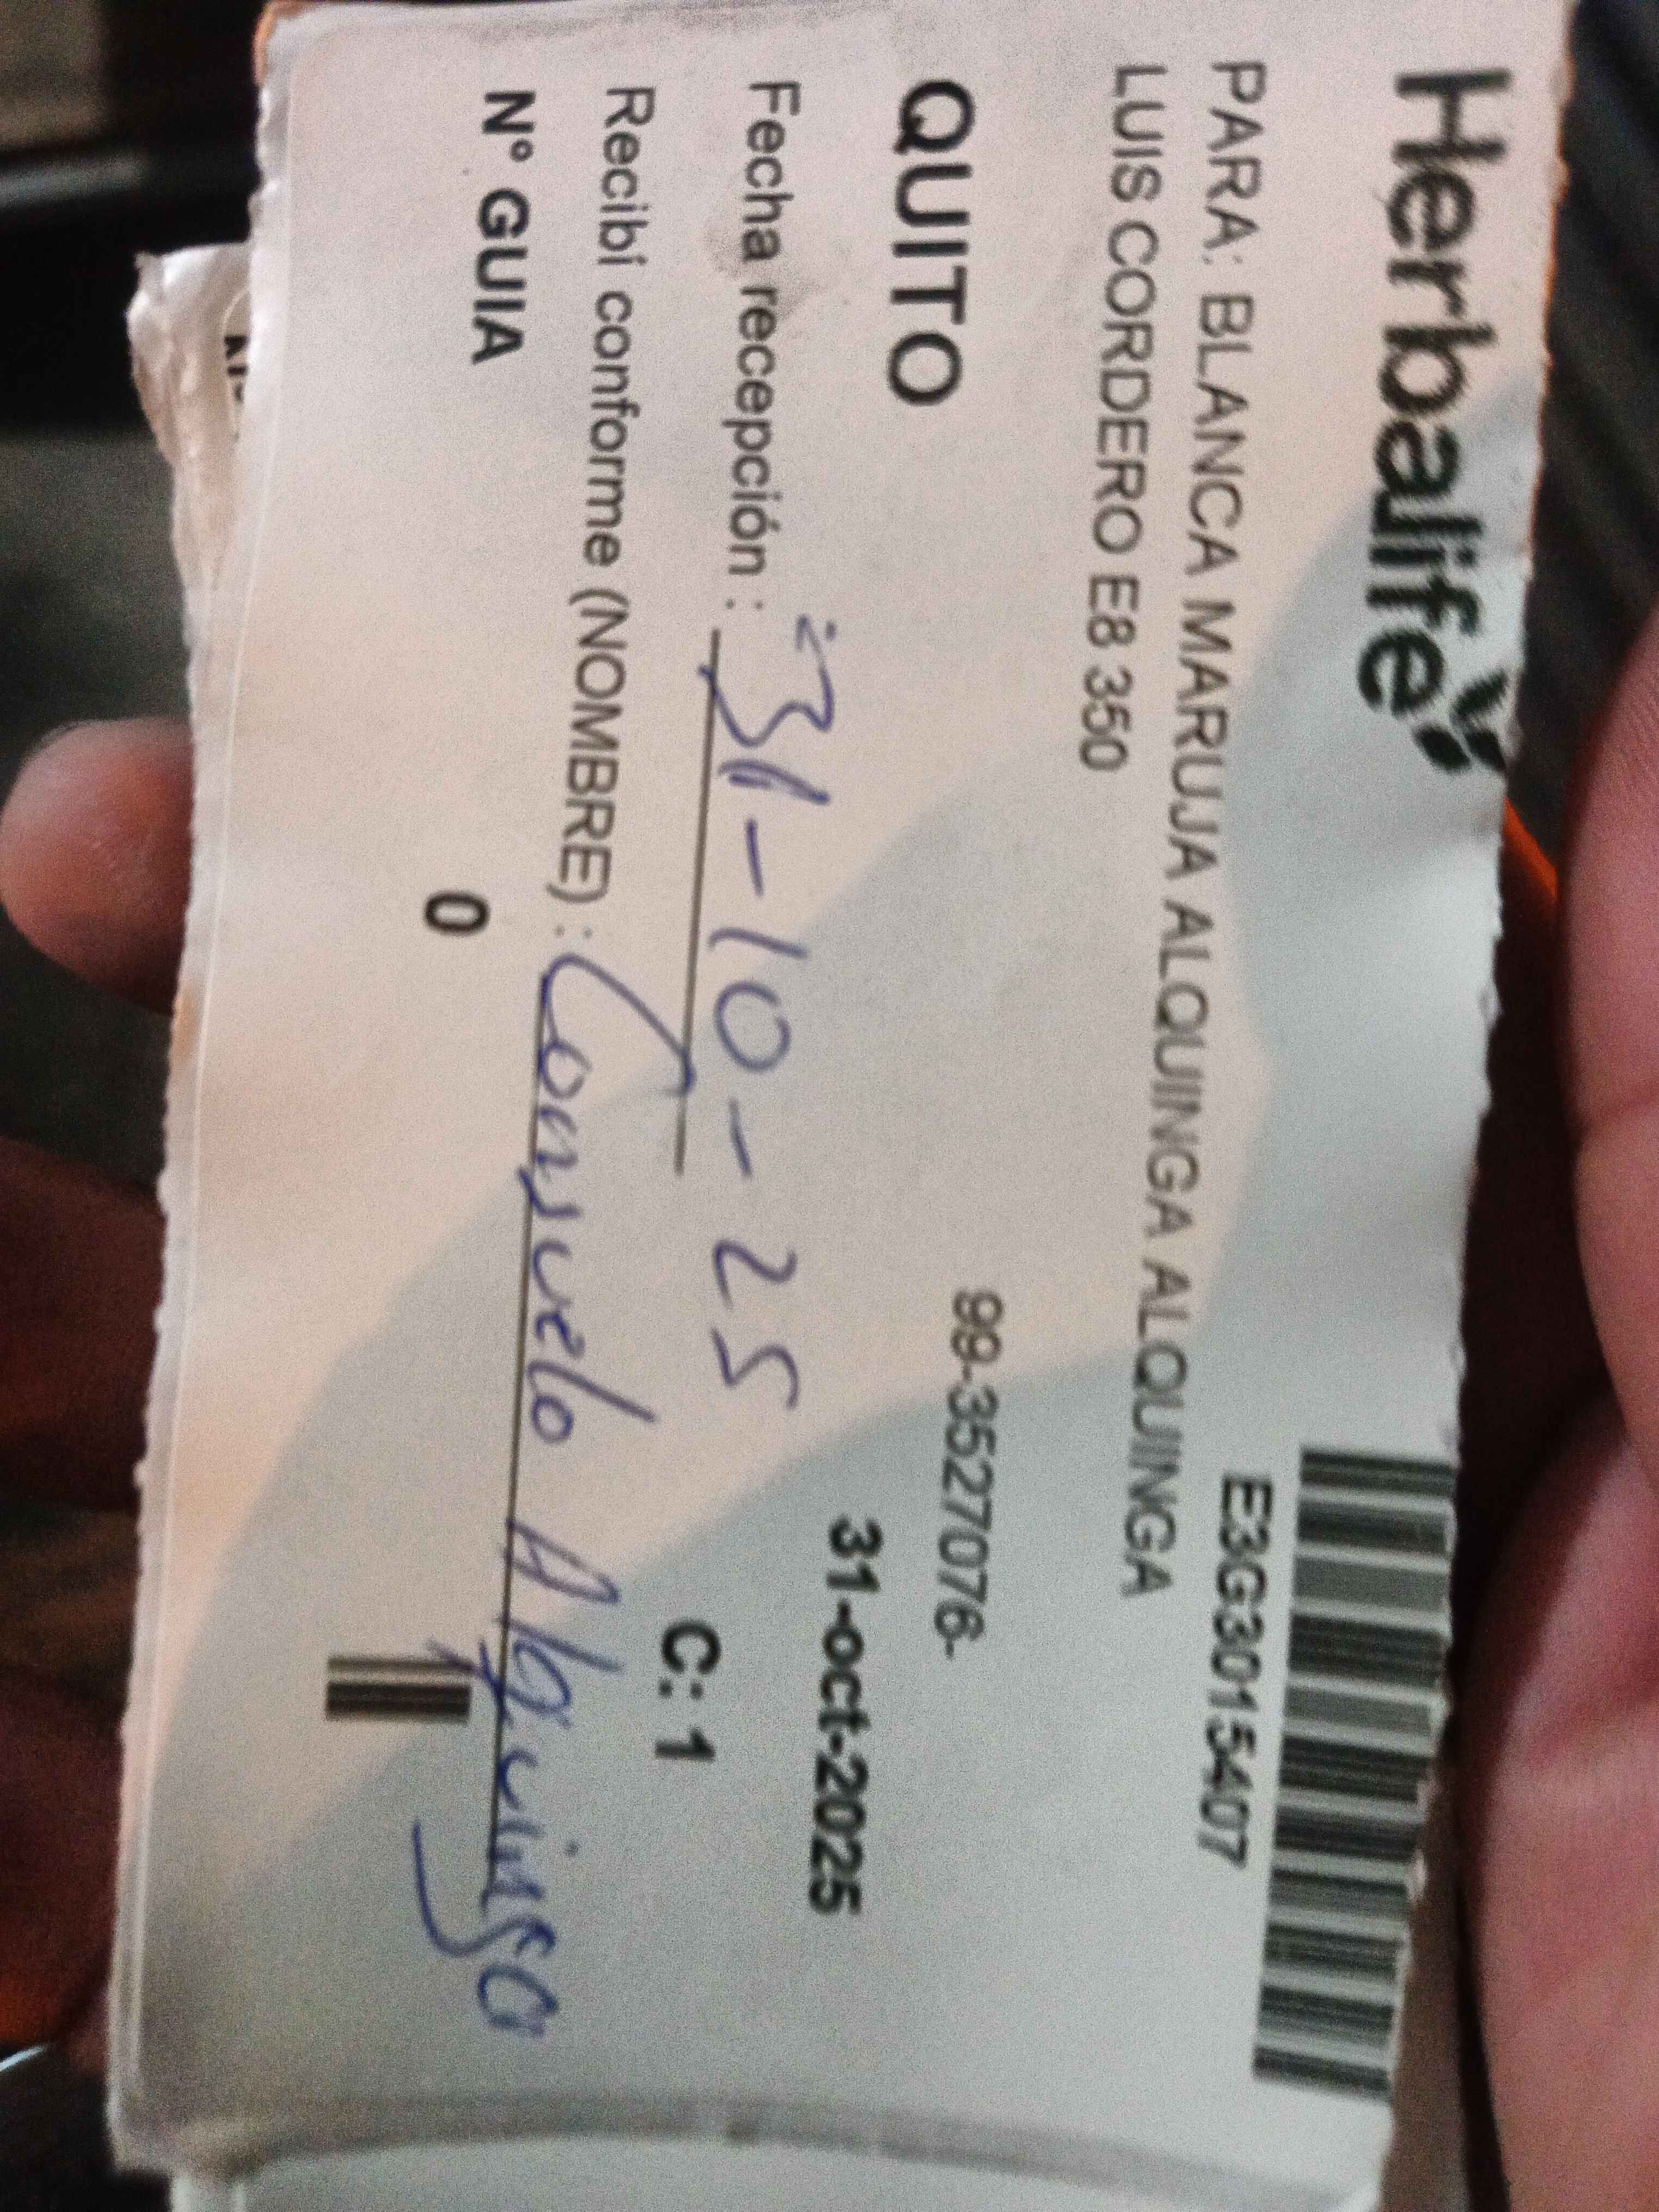 Herbalife
E3G3015407
PARA: BLANCA MARUJA ALQUINGA ALQUINGA
LUIS CORDERO E8 350
99-3527076-
QUITO
31-oct-2025
Fecha recepción : 31-10-25
C: 1
Recibí conforme (NOMBRE) : Consuelo Alquinga
N° GUIA
0